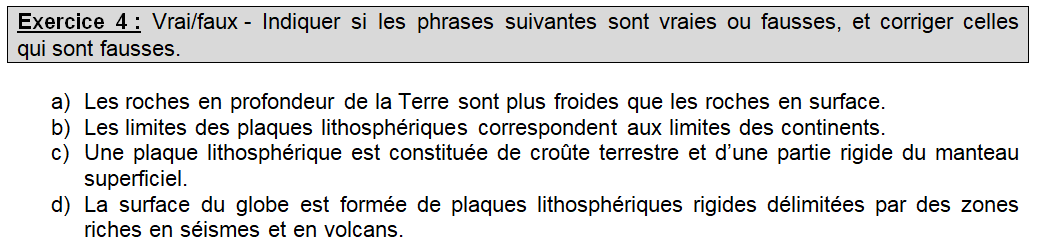 Exercice 4 : Vrai/faux - Indiquer si les phrases suivantes sont vraies ou fausses, et corriger celles
qui sont fausses.
a) Les roches en profondeur de la Terre sont plus froides que les roches en surface.
b) Les limites des plaques lithosphériques correspondent aux limites des continents.
c) Une plaque lithosphérique est constituée de croûte terrestre et d'une partie rigide du manteau
superficiel.
d) La surface du globe est formée de plaques lithosphériques rigides délimitées par des zones
riches en séismes et en volcans.